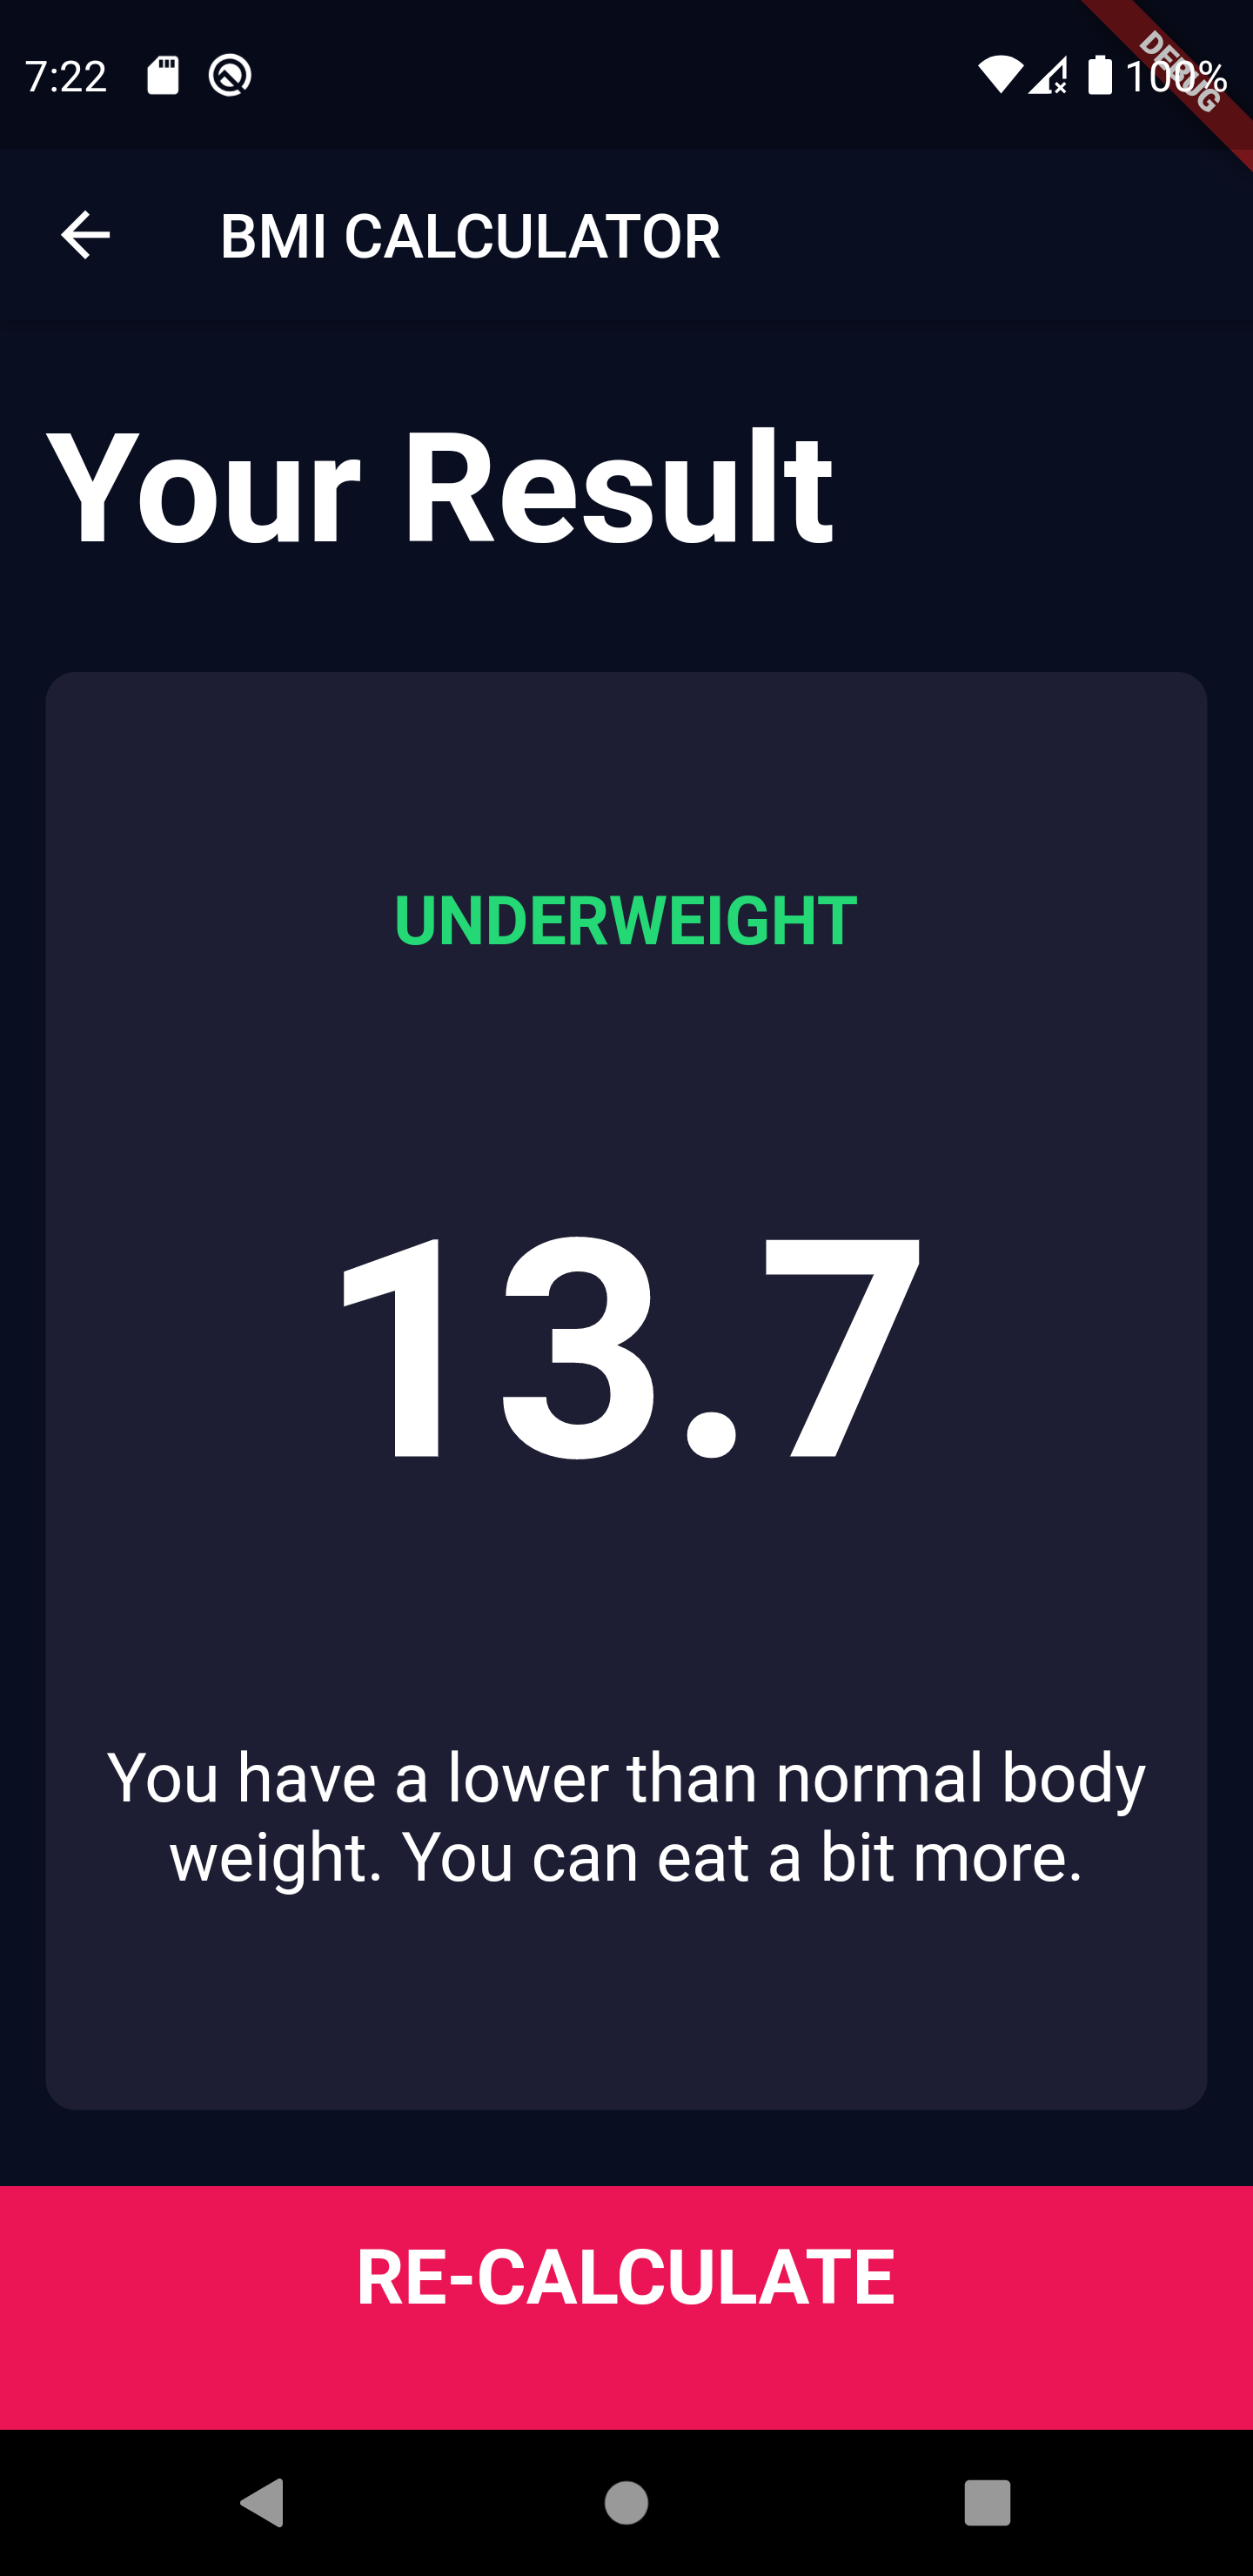 7:22
100%
DEBUG
BMI CALCULATOR
Your Result
UNDERWEIGHT
13.7
You have a lower than normal body
weight. You can eat a bit more.
RE-CALCULATE